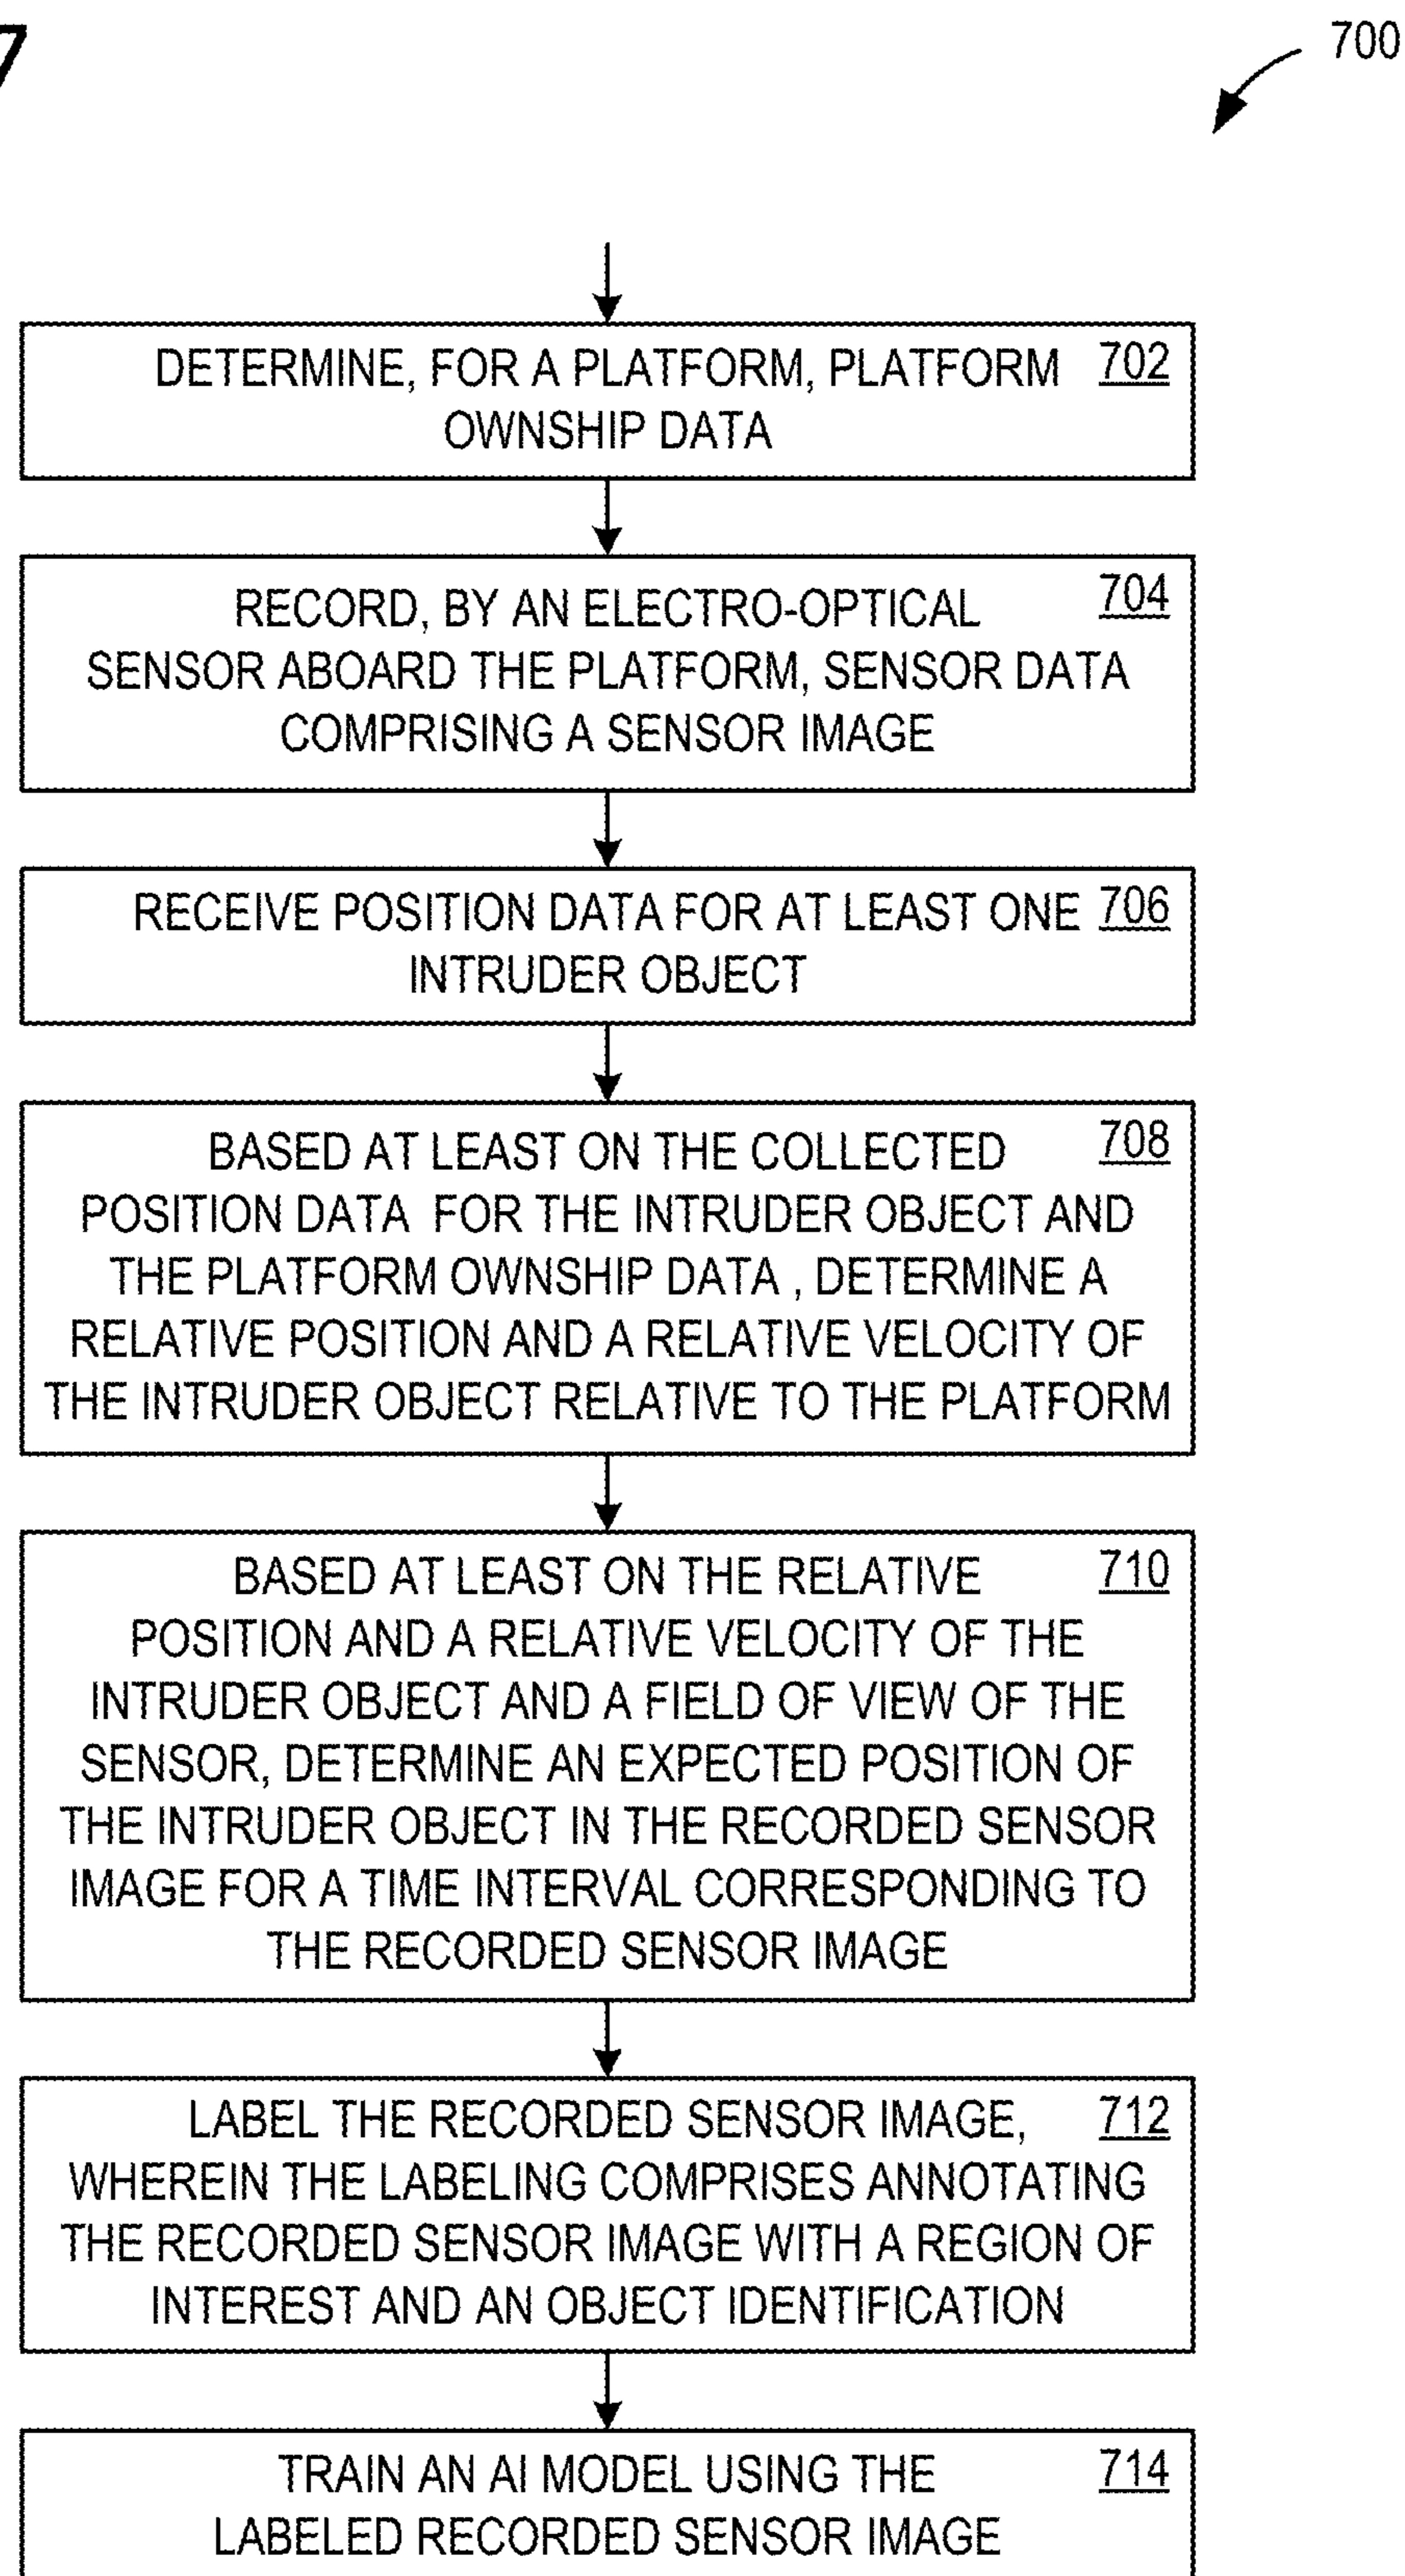 7
700
DETERMINE, FOR A PLATFORM, PLATFORM 702
OWNSHIP DATA
RECORD, BY AN ELECTRO-OPTICAL 704
SENSOR ABOARD THE PLATFORM, SENSOR DATA
COMPRISING A SENSOR IMAGE
RECEIVE POSITION DATA FOR AT LEAST ONE 706
INTRUDER OBJECT
BASED AT LEAST ON THE COLLECTED 708
POSITION DATA FOR THE INTRUDER OBJECT AND
THE PLATFORM OWNSHIP DATA , DETERMINE A
RELATIVE POSITION AND A RELATIVE VELOCITY OF
THE INTRUDER OBJECT RELATIVE TO THE PLATFORM
BASED AT LEAST ON THE RELATIVE 710
POSITION AND A RELATIVE VELOCITY OF THE
INTRUDER OBJECT AND A FIELD OF VIEW OF THE
SENSOR, DETERMINE AN EXPECTED POSITION OF
THE INTRUDER OBJECT IN THE RECORDED SENSOR
IMAGE FOR A TIME INTERVAL CORRESPONDING TO
THE RECORDED SENSOR IMAGE
LABEL THE RECORDED SENSOR IMAGE, 712
WHEREIN THE LABELING COMPRISES ANNOTATING
THE RECORDED SENSOR IMAGE WITH A REGION OF
INTEREST AND AN OBJECT IDENTIFICATION
TRAIN AN AI MODEL USING THE 714
LABELED RECORDED SENSOR IMAGE